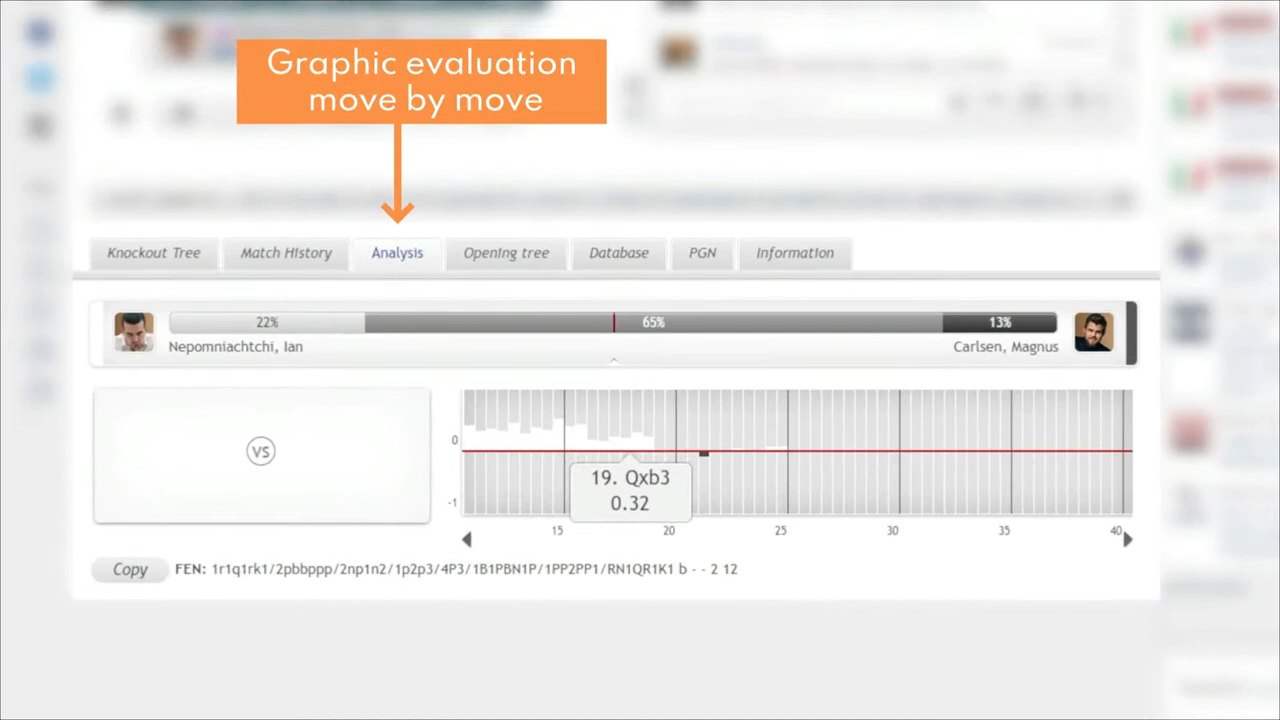 Graphic evaluation
move by move
Knockout Tree
Match History
Analysis
Opening tree
Database
PGN
Information
22%
65%
13%
Nepomniachtchi, Ian
Carlsen, Magnus
VS
0
-1
19. Qxb3
0.32
15
20
25
30
35
40
Copy
FEN: 1r1q1rk1/2pbbppp/2np1n2/1p2p3/4P3/1B1PBN1P/1PP2PP1/RN1QR1K1 b - - 2 12